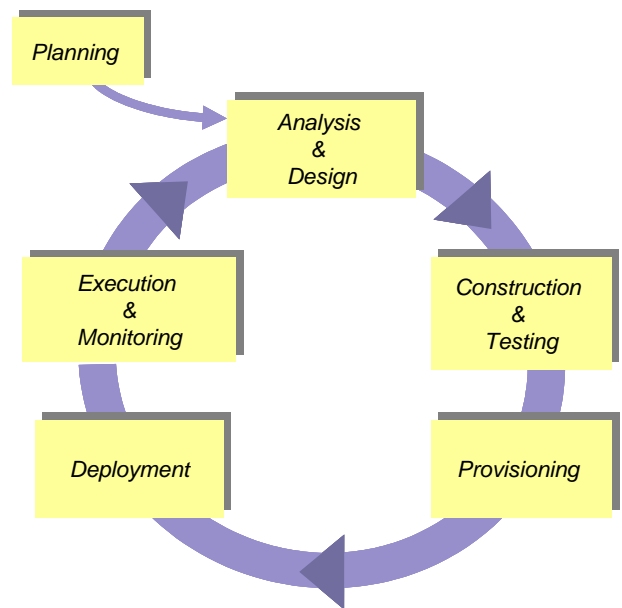 Planning
Analysis
&
Design
Execution
&
Monitoring
Construction
&
Testing
Deployment
Provisioning